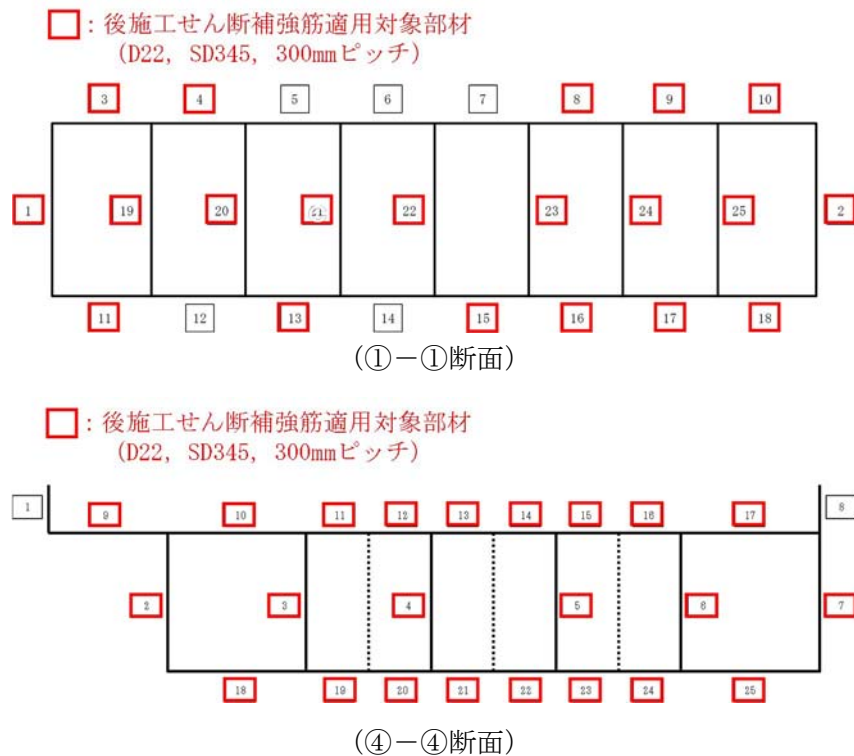 ：後施工せん断補強筋適用対象部材
（D22, SD345, 300mmピッチ）
3 4 5 6 7 8 9 10
1 19 20 21 22 23 24 25 2
11 12 13 14 15 16 17 18
（①－①断面）
：後施工せん断補強筋適用対象部材
（D22, SD345, 300mmピッチ）
1 9 10 11 12 13 14 15 16 17 8
2 3 4 5 6 7
18 19 20 21 22 23 24 25
（④－④断面）